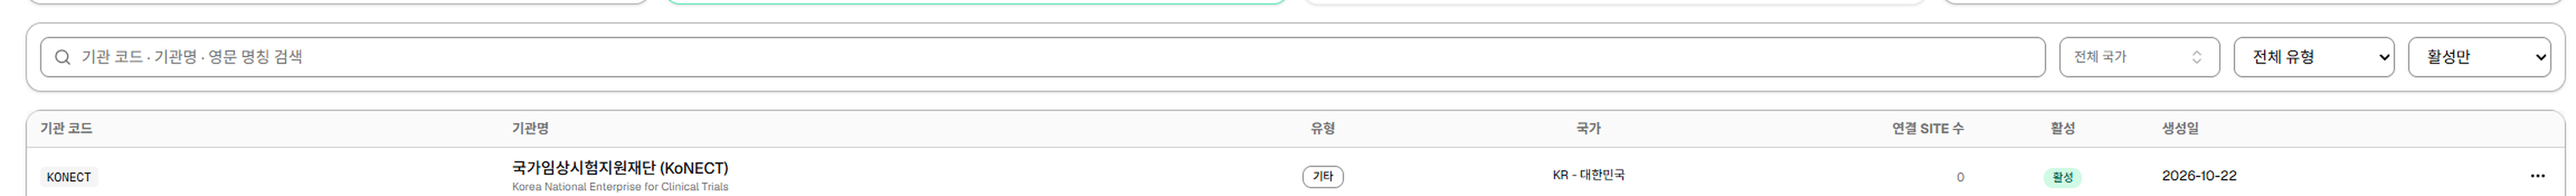 기관 코드 · 기관명 · 영문 명칭 검색 전체 국가 전체 유형 활성만
기관 코드 기관명 유형 국가 연결 SITE 수 활성 생성일
KONECT 국가임상시험지원재단 (KoNECT) 기타 KR - 대한민국 0 활성 2026-10-22 ···
Korea National Enterprise for Clinical Trials